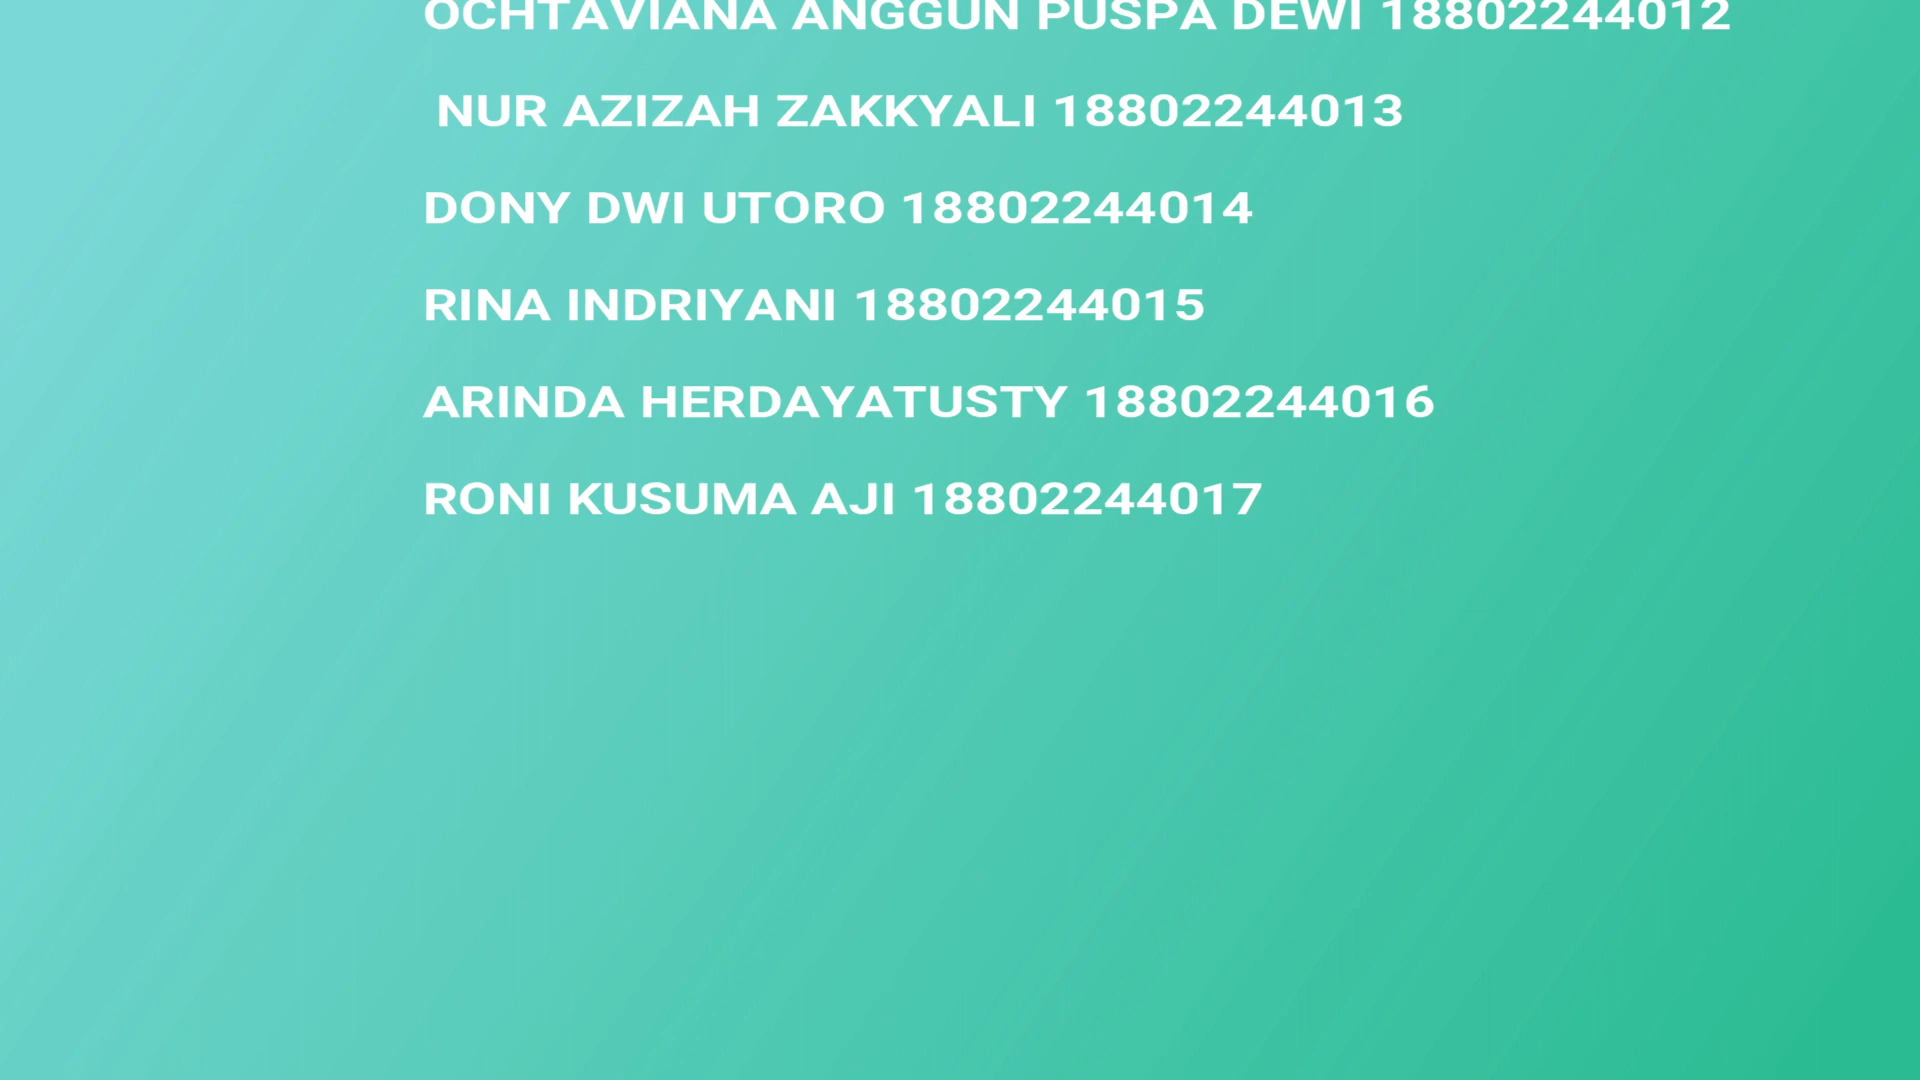 OCHTAVIANA ANGGUN PUSPA DEWI 18802244012
NUR AZIZAH ZAKKYALI 18802244013
DONY DWI UTORO 18802244014
RINA INDRIYANI 18802244015
ARINDA HERDAYATUSTY 18802244016
RONI KUSUMA AJI 18802244017